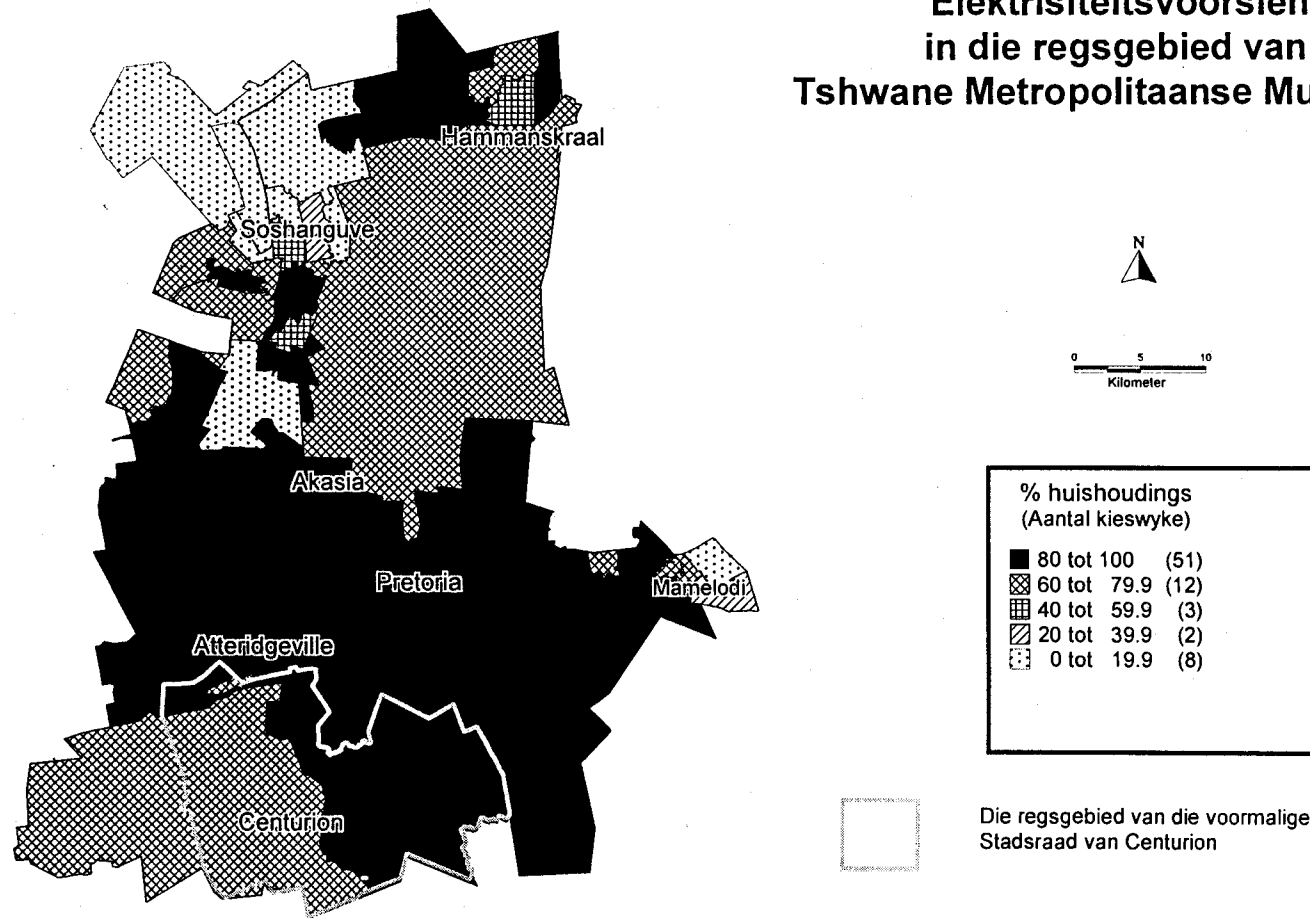 Elektrisiteitsvoorsien
in die regsgebied van
Tshwane Metropolitaanse Mu
Hammanskraal
Soshanguve
N
0 5 10
Kilometer
Akasia
% huishoudings
(Aantal kieswyke)
80 tot 100 (51)
60 tot 79.9 (12)
40 tot 59.9 (3)
20 tot 39.9 (2)
0 tot 19.9 (8)
Pretoria
Mamelodi
Atteridgeville
Centurion
Die regsgebied van die voormalige
Stadsraad van Centurion